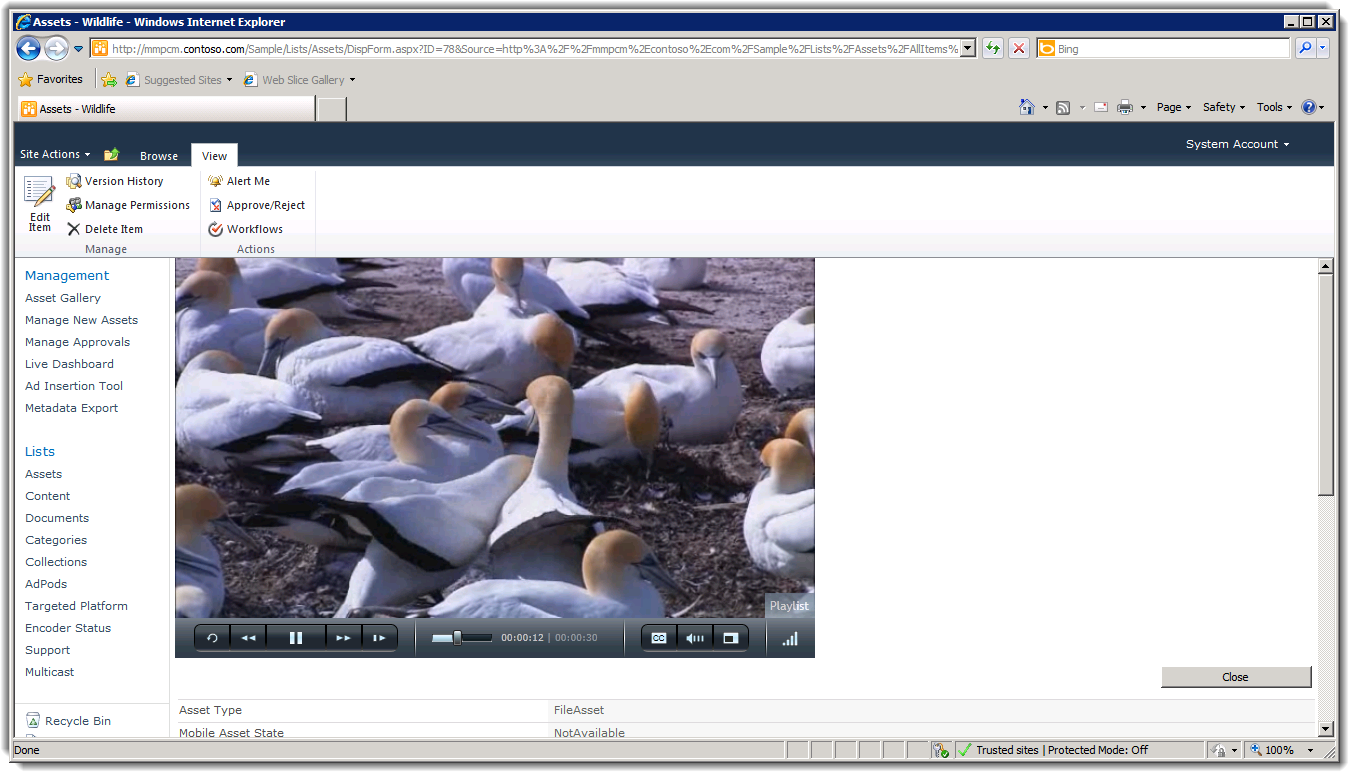 Assets - Wildlife - Windows Internet Explorer
http://mmpcm.contoso.com/Sample/Lists/Assets/DispForm.aspx?ID=78&Source=http%3A%2F%2Fmmpcm%2Econtoso%2Ecom%2FSample%2FLists%2FAssets%2FAllItems%
Bing
Favorites Suggested Sites Web Slice Gallery
Assets - Wildlife
Page Safety Tools
Site Actions Browse View System Account
Edit Item
Version History
Manage Permissions
Delete Item
Manage
Alert Me
Approve/Reject
Workflows
Actions
Management
Asset Gallery
Manage New Assets
Manage Approvals
Live Dashboard
Ad Insertion Tool
Metadata Export
Lists
Assets
Content
Documents
Categories
Collections
AdPods
Targeted Platform
Encoder Status
Support
Multicast
Recycle Bin
Playlist
00:00:12 | 00:00:30
CC
Close
Asset Type FileAsset
Mobile Asset State NotAvailable
Done Trusted sites | Protected Mode: Off 100%